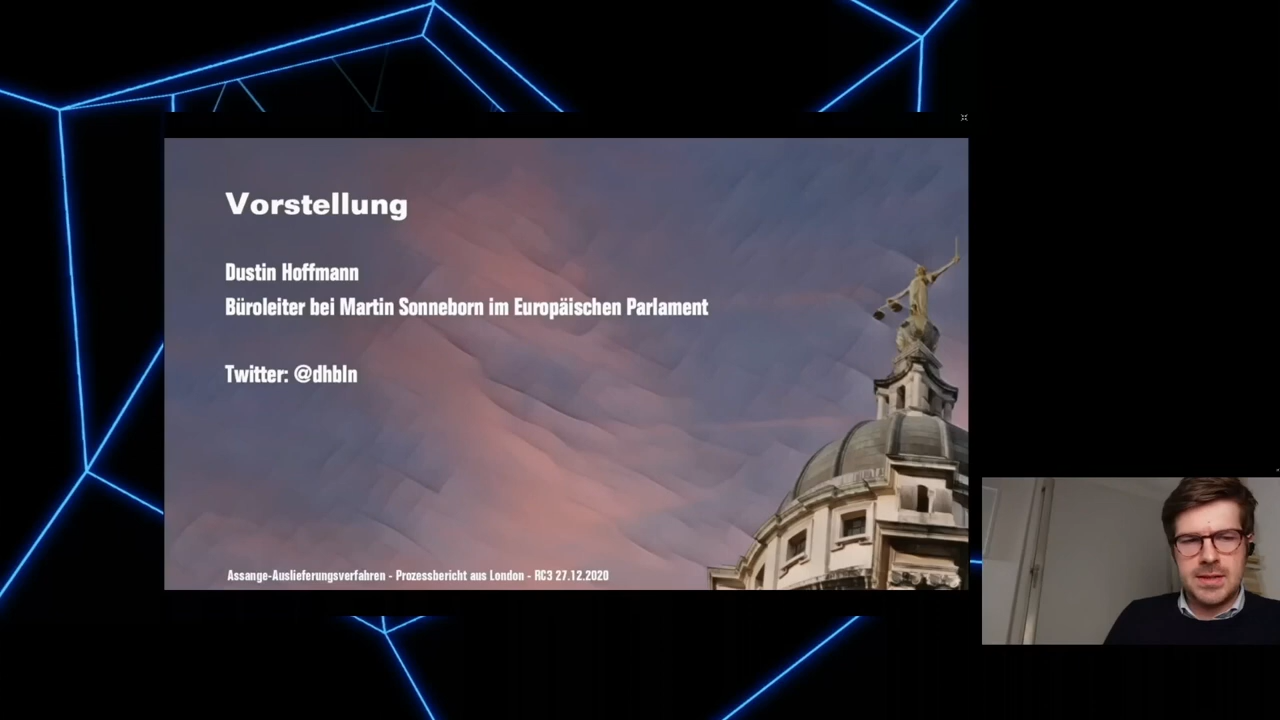 Vorstellung
Dustin Hoffmann
Büroleiter bei Martin Sonneborn im Europäischen Parlament
Twitter: @dhbln
Assange-Auslieferungsverfahren - Prozessbericht aus London - RC3 27.12.2020